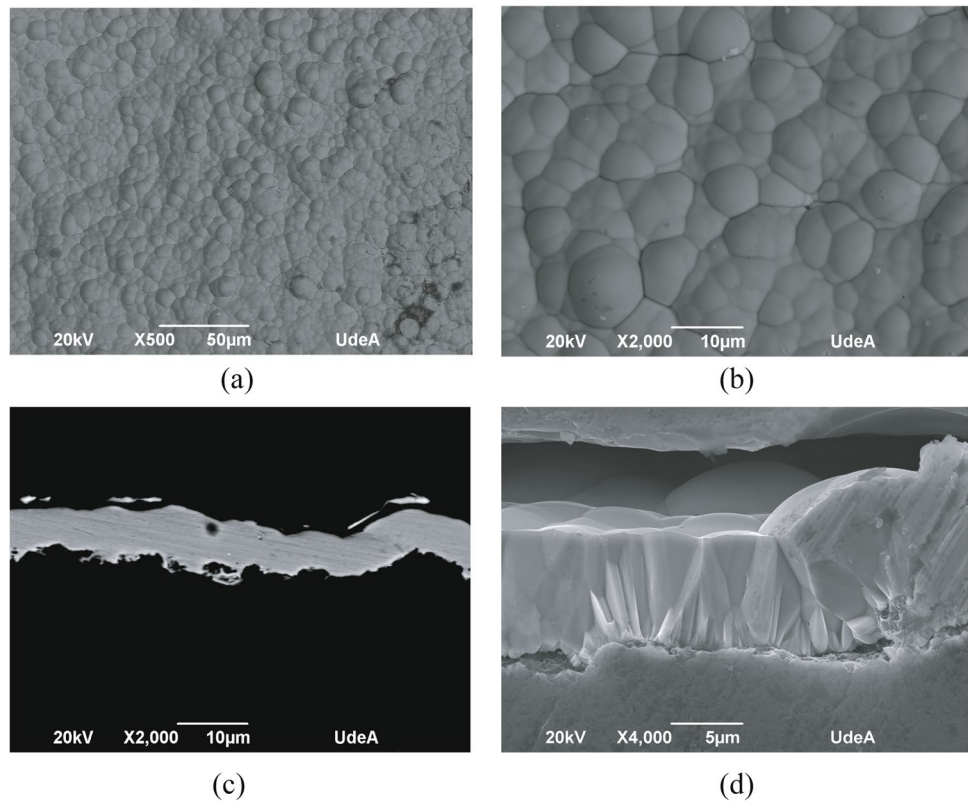 20kV X500 50µm UdeA
20kV X2,000 10µm UdeA
(a)
(b)
20kV X2,000 10µm UdeA
20kV X4,000 5µm UdeA
(c)
(d)